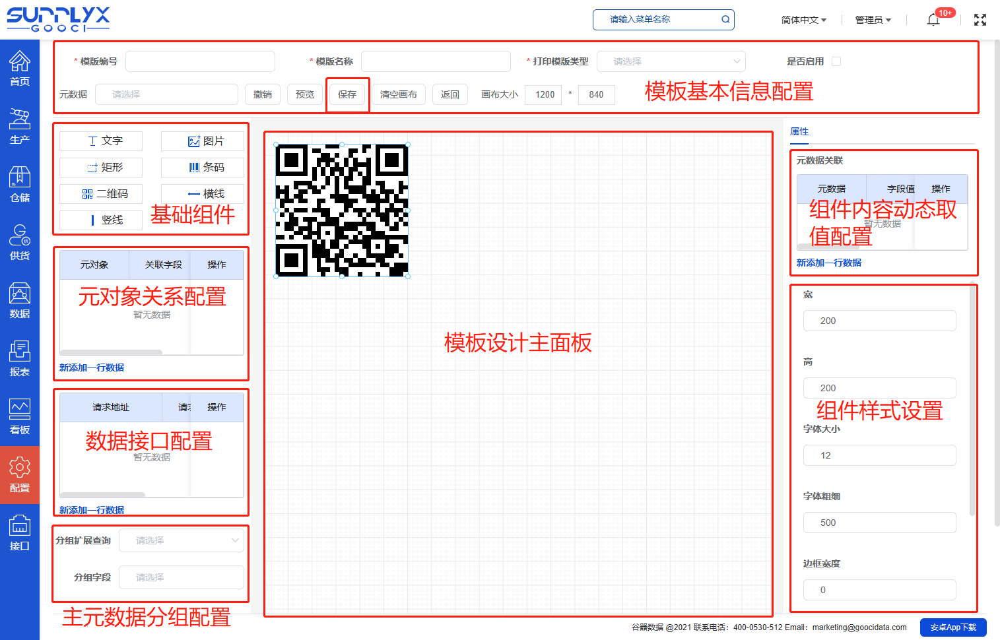 SUPPLYX
GOOCI
请输入菜单名称
简体中文
管理员
10+
首页
生产
仓储
供货
数据
报表
看板
配置
接口
* 模版编号
* 模版名称
* 打印模版类型
请选择
是否启用
元数据
请选择
撤销
预览
保存
清空画布
返回
画布大小
1200
*
840
模板基本信息配置
文字
图片
矩形
条码
二维码
横线
竖线
基础组件
元对象
关联字段
操作
元对象关系配置
暂无数据
新添加一行数据
请求地址
请求
操作
数据接口配置
暂无数据
新添加一行数据
分组扩展查询
请选择
分组字段
请选择
主元数据分组配置
模板设计主面板
属性
元数据关联
元数据
字段值
操作
组件内容动态取
值配置
暂无数据
新添加一行数据
宽
200
高
200
组件样式设置
字体大小
12
字体粗细
500
边框宽度
0
谷器数据 @2021 联系电话：400-0530-512 Email：marketing@goocidata.com
安卓App下载